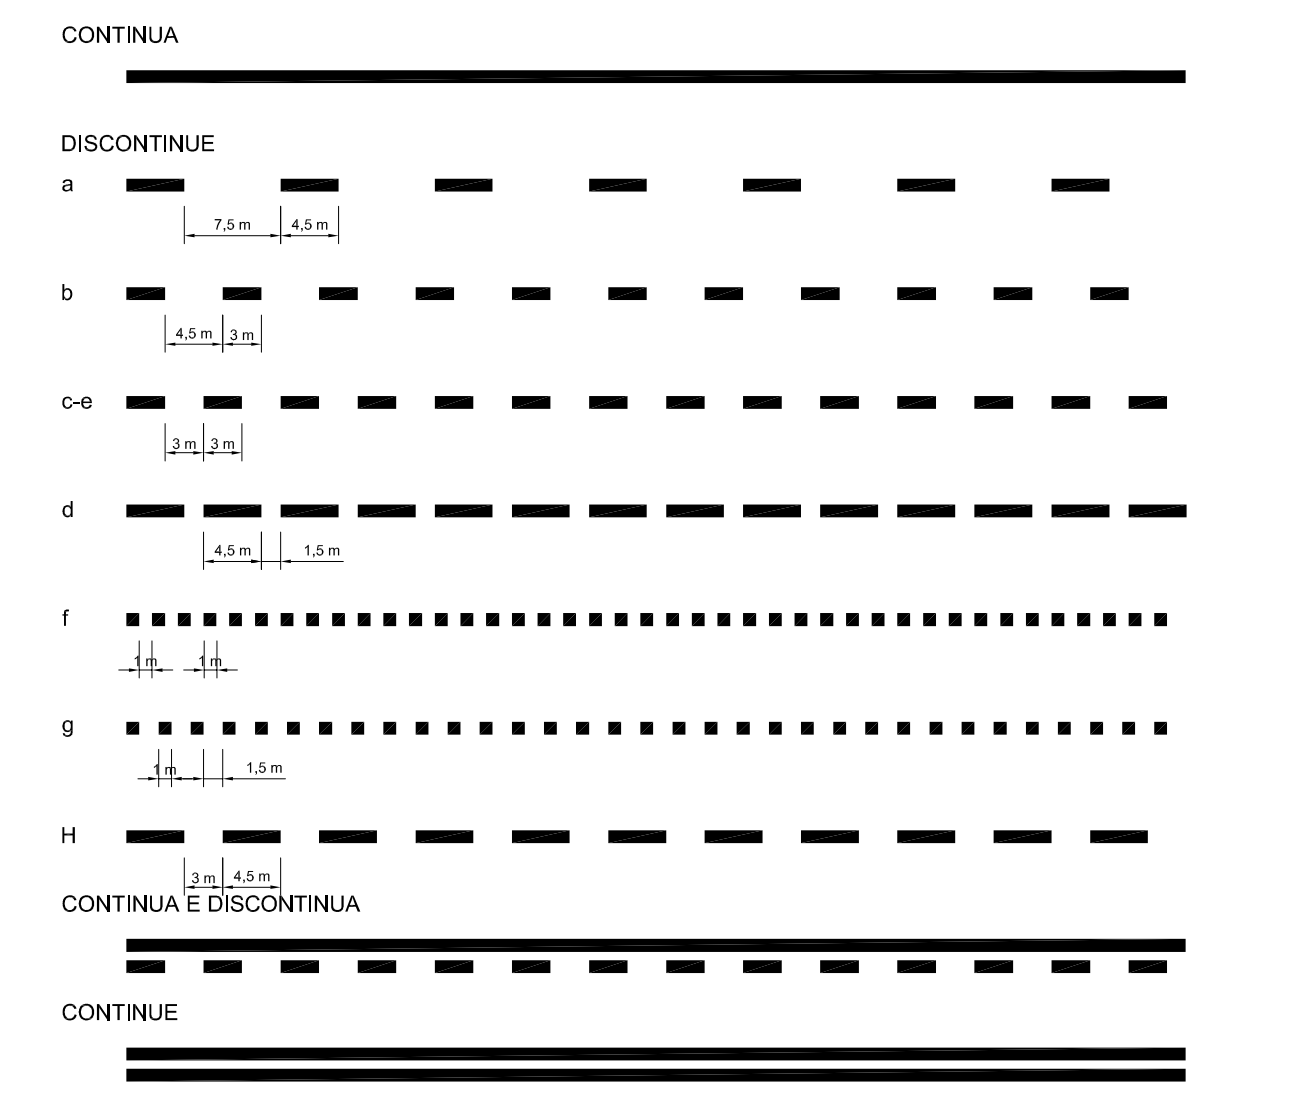 CONTINUA
DISCONTINUE
a
7,5 m 4,5 m
b
4,5 m 3 m
c-e
3 m 3 m
d
4,5 m 1,5 m
f
1 m 1 m
g
1 m 1,5 m
H
3 m 4,5 m
CONTINUA E DISCONTINUA
CONTINUE